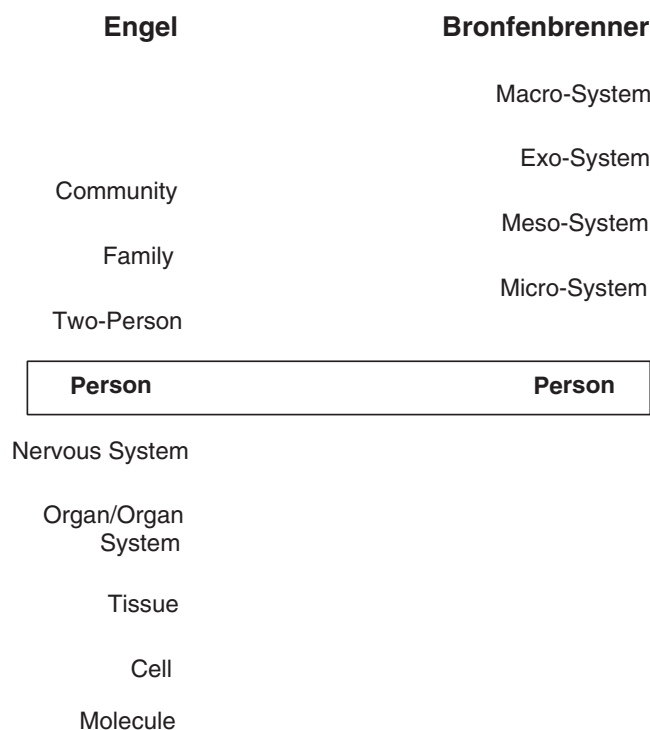 Engel Bronfenbrenner
Macro-System
Exo-System
Community
Meso-System
Family
Micro-System
Two-Person
Person Person
Nervous System
Organ/Organ
System
Tissue
Cell
Molecule